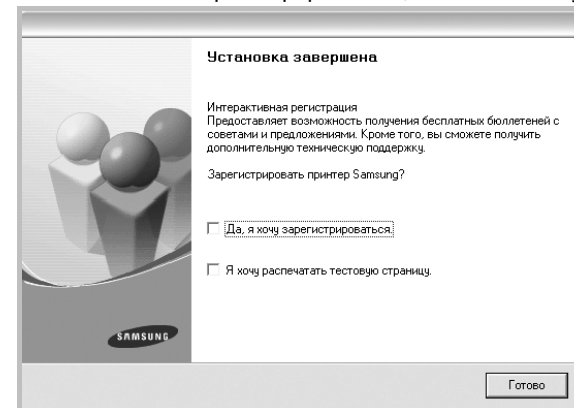 Установка завершена
Интерактивная регистрация
Предоставляет возможность получения бесплатных бюллетеней с
советами и предложениями. Кроме того, вы сможете получить
дополнительную техническую поддержку.
Зарегистрировать принтер Samsung?
Да, я хочу зарегистрироваться.
Я хочу распечатать тестовую страницу.
SAMSUNG
Готово